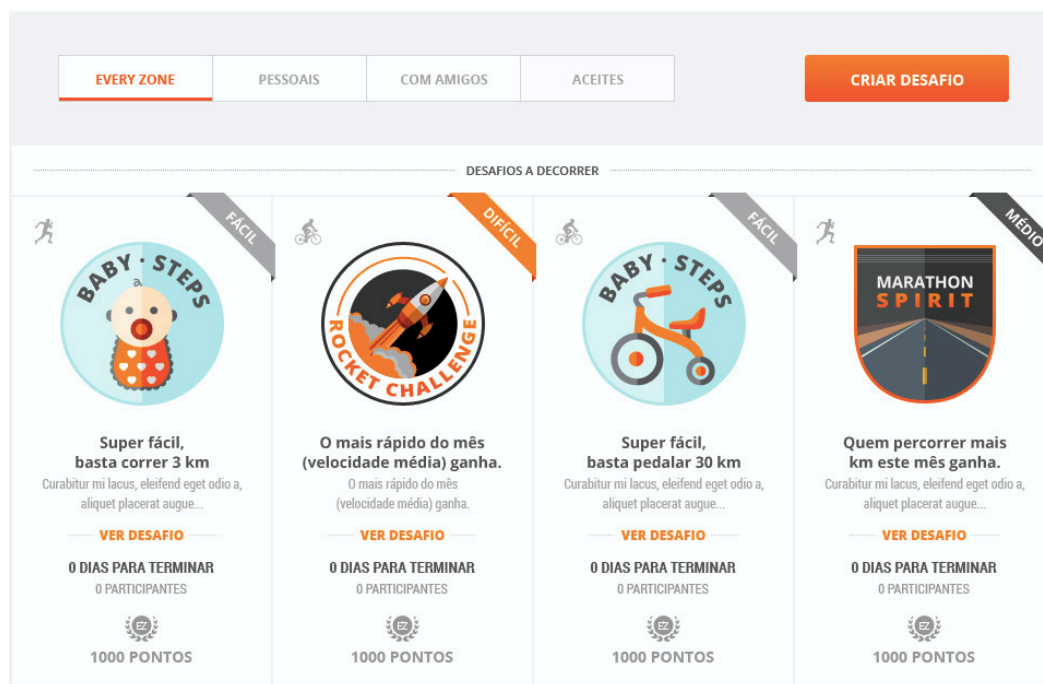 EVERY ZONE PESSOAIS COM AMIGOS ACEITES CRIAR DESAFIO
DESAFIOS A DECORRER
FÁCIL
BABY · STEPS
Super fácil,
basta correr 3 km
Curabitur mi lacus, eleifend eget odio a,
aliquet placerat augue...
VER DESAFIO
0 DIAS PARA TERMINAR
0 PARTICIPANTES
EZ
1000 PONTOS
DIFÍCIL
ROCKET CHALLENGE
O mais rápido do mês
(velocidade média) ganha.
O mais rápido do mês
(velocidade média) ganha.
VER DESAFIO
0 DIAS PARA TERMINAR
0 PARTICIPANTES
EZ
1000 PONTOS
FÁCIL
BABY · STEPS
Super fácil,
basta pedalar 30 km
Curabitur mi lacus, eleifend eget odio a,
aliquet placerat augue...
VER DESAFIO
0 DIAS PARA TERMINAR
0 PARTICIPANTES
EZ
1000 PONTOS
MÉDIO
MARATHON
SPIRIT
Quem percorrer mais
km este mês ganha.
Curabitur mi lacus, eleifend eget odio a,
aliquet placerat augue...
VER DESAFIO
0 DIAS PARA TERMINAR
0 PARTICIPANTES
EZ
1000 PONTOS